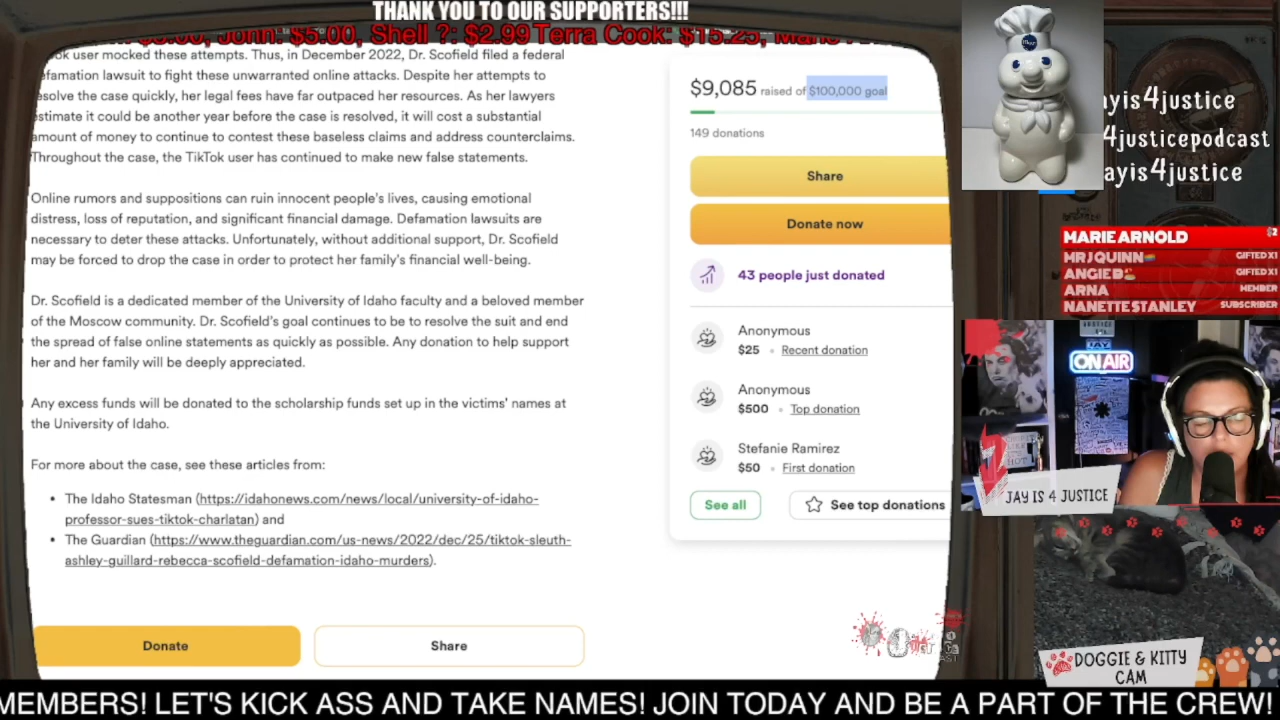 THANK YOU TO OUR SUPPORTERS!!!
$5.00, John: $5.00, Shell ?: $2.99 Terra Cook: $15.25,
user mocked these attempts. Thus, in December 2022, Dr. Scofield filed a federal
defamation lawsuit to fight these unwarranted online attacks. Despite her attempts to
resolve the case quickly, her legal fees have far outpaced her resources. As her lawyers
estimate it could be another year before the case is resolved, it will cost a substantial
amount of money to continue to contest these baseless claims and address counterclaims.
Throughout the case, the TikTok user has continued to make new false statements.
Online rumors and suppositions can ruin innocent people's lives, causing emotional
distress, loss of reputation, and significant financial damage. Defamation lawsuits are
necessary to deter these attacks. Unfortunately, without additional support, Dr. Scofield
may be forced to drop the case in order to protect her family's financial well-being.
Dr. Scofield is a dedicated member of the University of Idaho faculty and a beloved member
of the Moscow community. Dr. Scofield's goal continues to be to resolve the suit and end
the spread of false online statements as quickly as possible. Any donation to help support
her and her family will be deeply appreciated.
Any excess funds will be donated to the scholarship funds set up in the victims' names at
the University of Idaho.
For more about the case, see these articles from:
• The Idaho Statesman (https://idahonews.com/news/local/university-of-idaho-
professor-sues-tiktok-charlatan) and
• The Guardian (https://www.theguardian.com/us-news/2022/dec/25/tiktok-sleuth-
ashley-guillard-rebecca-scofield-defamation-idaho-murders).
Donate
Share
$9,085 raised of $100,000 goal
149 donations
Share
Donate now
43 people just donated
Anonymous
$25 • Recent donation
Anonymous
$500 • Top donation
Stefanie Ramirez
$50 • First donation
See all
See top donations
ayis4justice
4justicepodcast
ayis4justice
MARIE ARNOLD $2
MR J QUINN GIFTED X1
ANGIE B GIFTED X1
ARNA MEMBER
NANETTE STANLEY SUBSCRIBER
ON AIR
JAY IS 4 JUSTICE
DOGGIE & KITTY
CAM
MEMBERS! LET'S KICK ASS AND TAKE NAMES! JOIN TODAY AND BE A PART OF THE CREW!